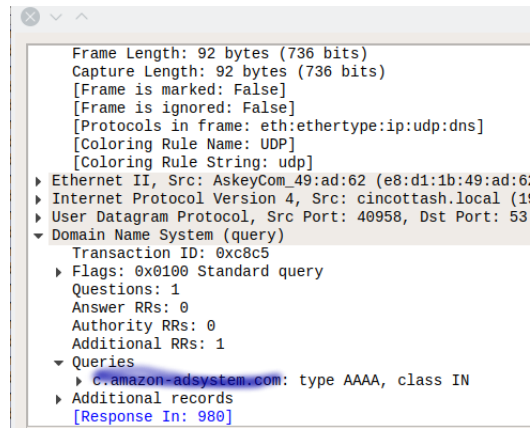 Frame Length: 92 bytes (736 bits)
Capture Length: 92 bytes (736 bits)
[Frame is marked: False]
[Frame is ignored: False]
[Protocols in frame: eth:ethertype:ip:udp:dns]
[Coloring Rule Name: UDP]
[Coloring Rule String: udp]
Ethernet II, Src: AskeyCom_49:ad:62 (e8:d1:1b:49:ad:62
Internet Protocol Version 4, Src: cincottash.local (19
User Datagram Protocol, Src Port: 40958, Dst Port: 53
Domain Name System (query)
Transaction ID: 0xc8c5
Flags: 0x0100 Standard query
Questions: 1
Answer RRs: 0
Authority RRs: 0
Additional RRs: 1
Queries
c.amazon-adsystem.com: type AAAA, class IN
Additional records
[Response In: 980]